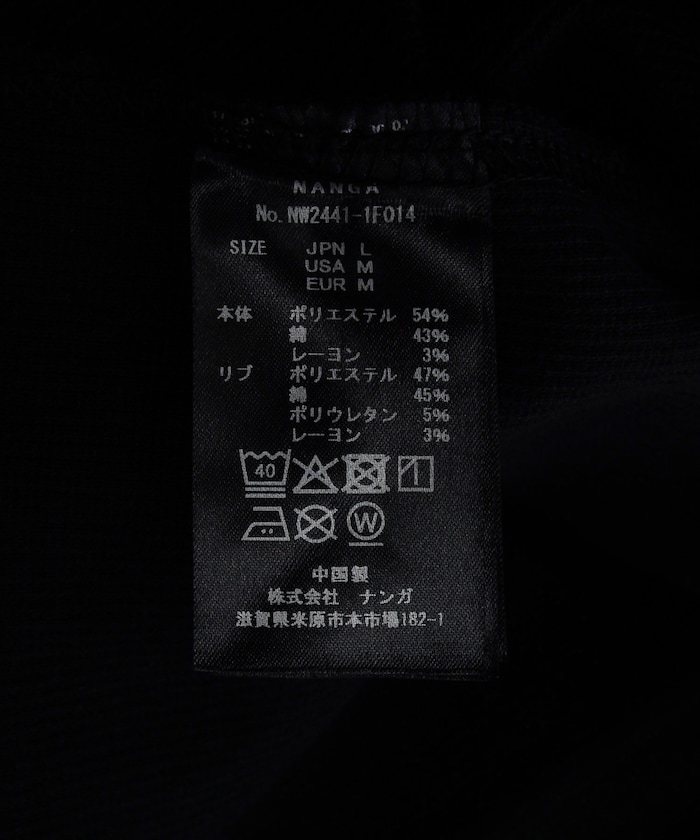 NANGA
No. NW2441-1F014
SIZE JPN L
USA M
EUR M
本体 ポリエステル 54%
綿 43%
レーヨン 3%
リブ ポリエステル 47%
綿 45%
ポリウレタン 5%
レーヨン 3%
40
W
中国製
株式会社 ナンガ
滋賀県米原市本市場182-1